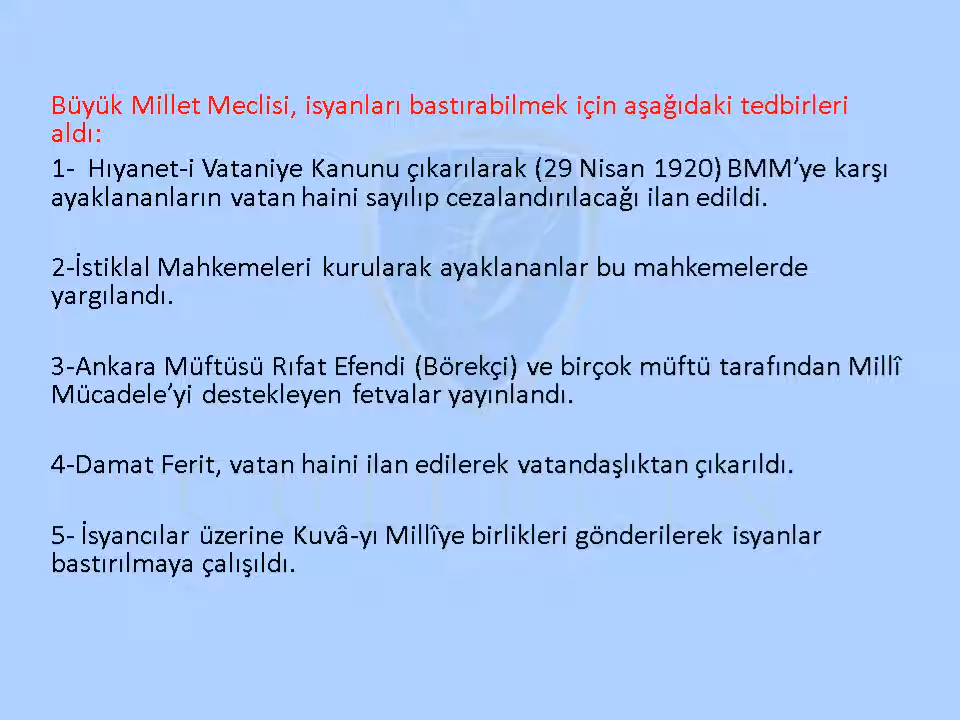 Büyük Millet Meclisi, isyanları bastırabilmek için aşağıdaki tedbirleri
aldı:
1- Hıyanet-i Vataniye Kanunu çıkarılarak (29 Nisan 1920) BMM’ye karşı
ayaklananların vatan haini sayılıp cezalandırılacağı ilan edildi.
2-İstiklal Mahkemeleri kurularak ayaklananlar bu mahkemelerde
yargılandı.
3-Ankara Müftüsü Rıfat Efendi (Börekçi) ve birçok müftü tarafından Millî
Mücadele’yi destekleyen fetvalar yayınlandı.
4-Damat Ferit, vatan haini ilan edilerek vatandaşlıktan çıkarıldı.
5- İsyancılar üzerine Kuvâ-yı Millîye birlikleri gönderilerek isyanlar
bastırılmaya çalışıldı.